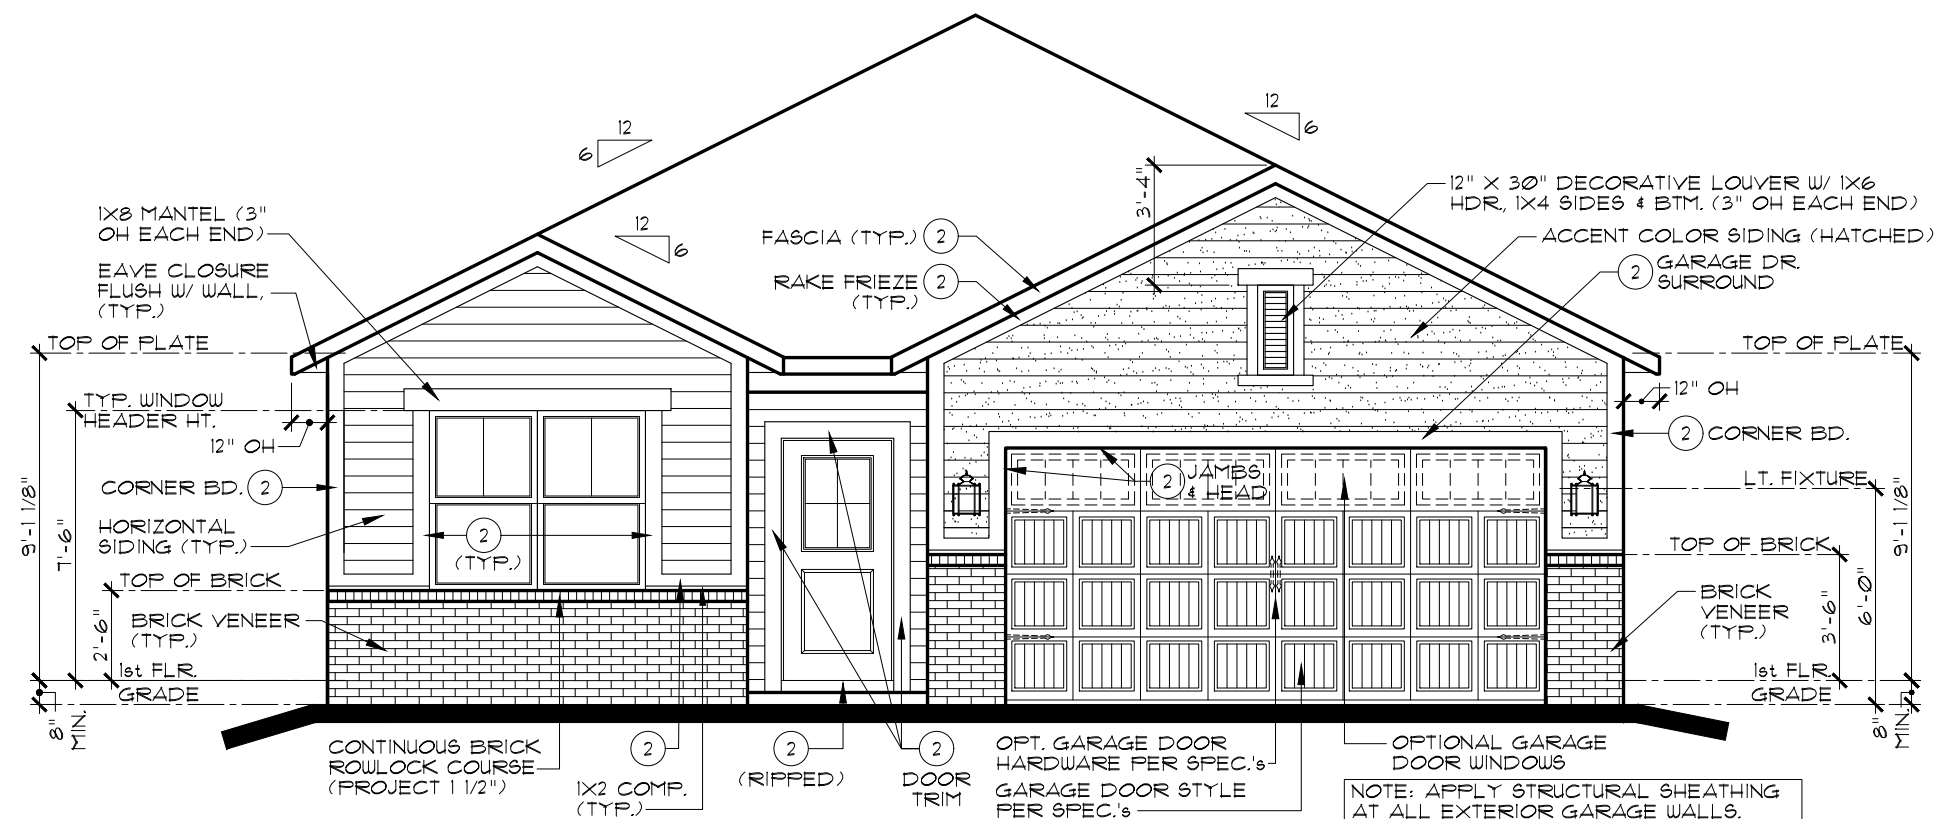 12
6
12
6
12
6
3'-4"
1X8 MANTEL (3"
OH EACH END)
EAVE CLOSURE
FLUSH W/ WALL,
(TYP.)
TOP OF PLATE
TYP. WINDOW
HEADER HT.
12" OH
CORNER BD. 2
HORIZONTAL
SIDING (TYP.)
TOP OF BRICK
BRICK VENEER
(TYP.)
1st FLR.
GRADE
9'-1 1/8"
7'-6"
2'-6"
8"
MIN.
2
(TYP.)
FASCIA (TYP.) 2
RAKE FRIEZE 2
(TYP.)
12" X 30" DECORATIVE LOUVER W/ 1X6
HDR., 1X4 SIDES & BTM. (3" OH EACH END)
ACCENT COLOR SIDING (HATCHED)
2 GARAGE DR.
SURROUND
TOP OF PLATE
12" OH
2 CORNER BD.
2 JAMBS
& HEAD
LT. FIXTURE
TOP OF BRICK
BRICK
VENEER
(TYP.)
1st FLR.
GRADE
3'-6"
6'-0"
9'-1 1/8"
8"
MIN.
CONTINUOUS BRICK
ROWLOCK COURSE
(PROJECT 1 1/2")
2
1X2 COMP.
(TYP.)
2
(RIPPED)
2
DOOR
TRIM
OPT. GARAGE DOOR
HARDWARE PER SPEC.'s
GARAGE DOOR STYLE
PER SPEC.'s
OPTIONAL GARAGE
DOOR WINDOWS
NOTE: APPLY STRUCTURAL SHEATHING
AT ALL EXTERIOR GARAGE WALLS.